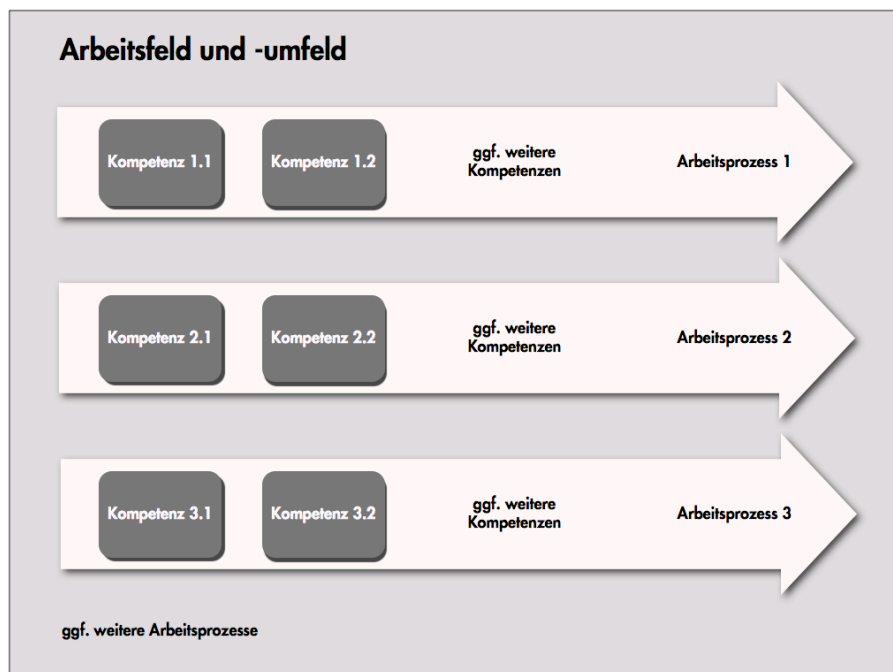 Arbeitsfeld und -umfeld
Kompetenz 1.1
Kompetenz 1.2
ggf. weitere
Kompetenzen
Arbeitsprozess 1
Kompetenz 2.1
Kompetenz 2.2
ggf. weitere
Kompetenzen
Arbeitsprozess 2
Kompetenz 3.1
Kompetenz 3.2
ggf. weitere
Kompetenzen
Arbeitsprozess 3
ggf. weitere Arbeitsprozesse